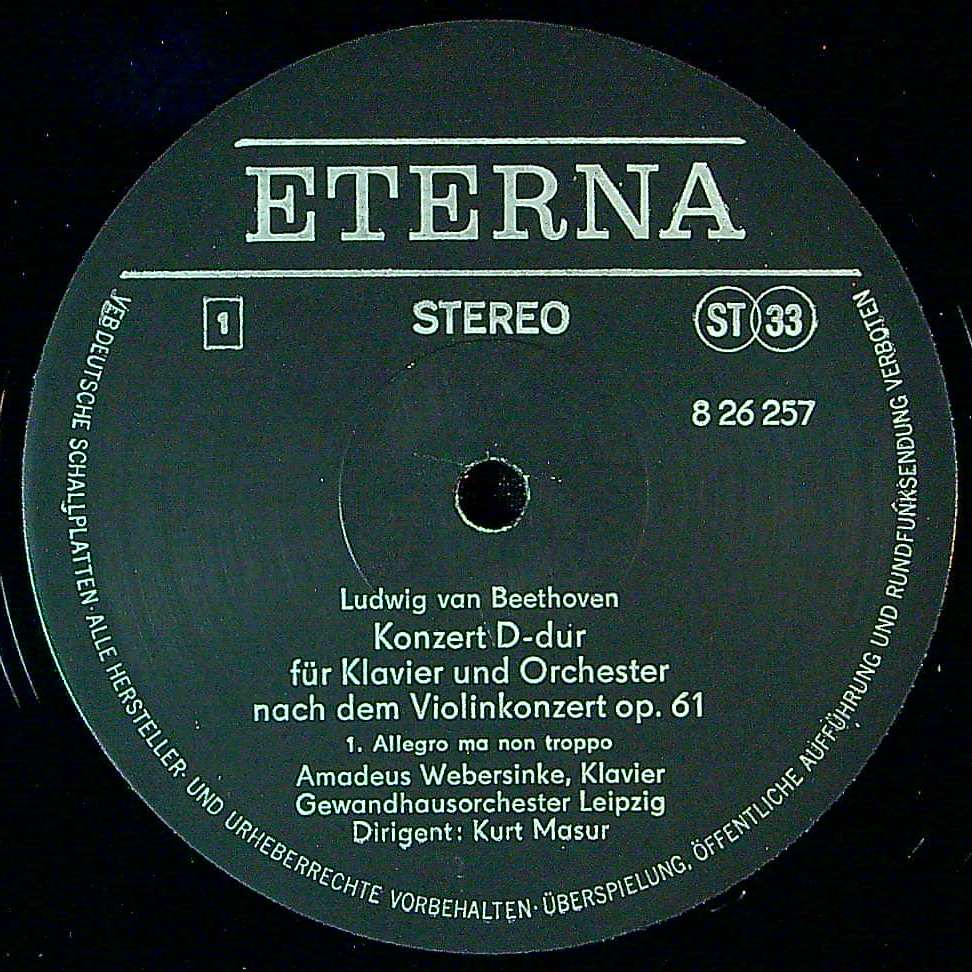 ETERNA
1 STEREO ST 33
8 26 257
Ludwig van Beethoven
Konzert D-dur
für Klavier und Orchester
nach dem Violinkonzert op. 61
1. Allegro ma non troppo
Amadeus Webersinke, Klavier
Gewandhausorchester Leipzig
Dirigent: Kurt Masur
VEB DEUTSCHE SCHALLPLATTEN · ALLE HERSTELLER- UND URHEBERRECHTE VORBEHALTEN · ÜBERSPIELUNG, ÖFFENTLICHE AUFFÜHRUNG UND RUNDFUNKSENDUNG VERBOTEN